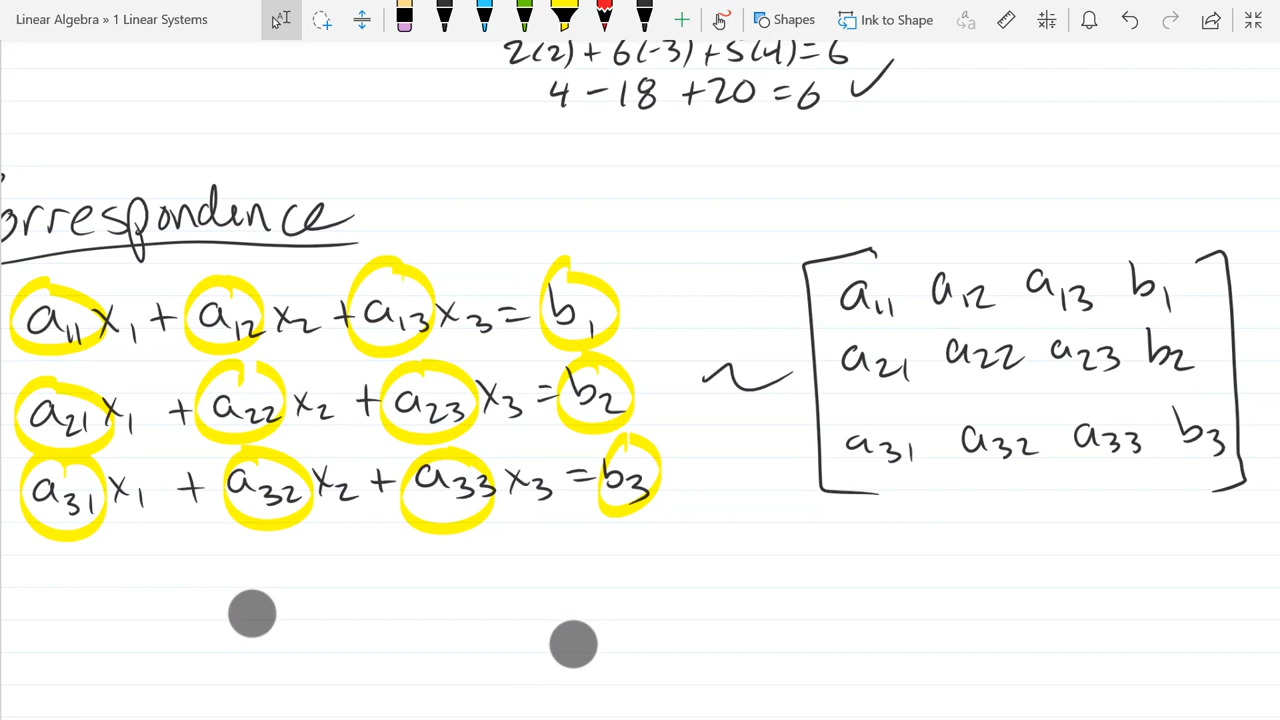 Linear Algebra » 1 Linear Systems Shapes Ink to Shape
2(2) + 6(-3) + 5(4) = 6
4 - 18 + 20 = 6 ✓
orrespondence
a₁₁x₁ + a₁₂x₂ + a₁₃x₃ = b₁
a₂₁x₁ + a₂₂x₂ + a₂₃x₃ = b₂
a₃₁x₁ + a₃₂x₂ + a₃₃x₃ = b₃
~
a₁₁ a₁₂ a₁₃ b₁
a₂₁ a₂₂ a₂₃ b₂
a₃₁ a₃₂ a₃₃ b₃